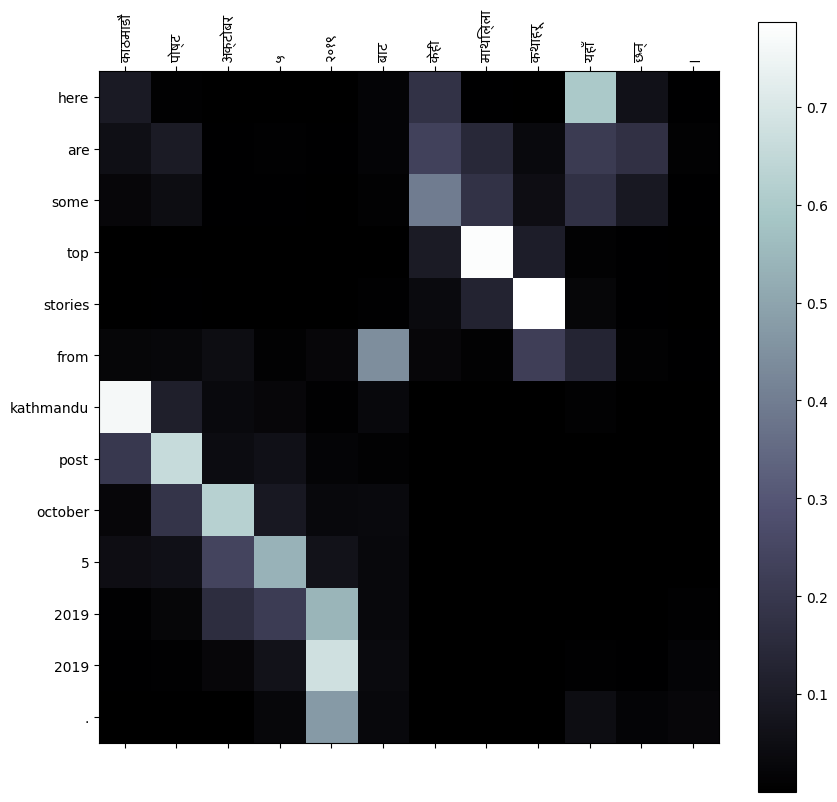 काठमाडौं
पोष्ट
अक्टोबर
५
२०१९
बाट
केही
माथिल्ला
कथाहरू
यहाँ
छन्
।
here
are
some
top
stories
from
kathmandu
post
october
5
2019
2019
.
0.7
0.6
0.5
0.4
0.3
0.2
0.1